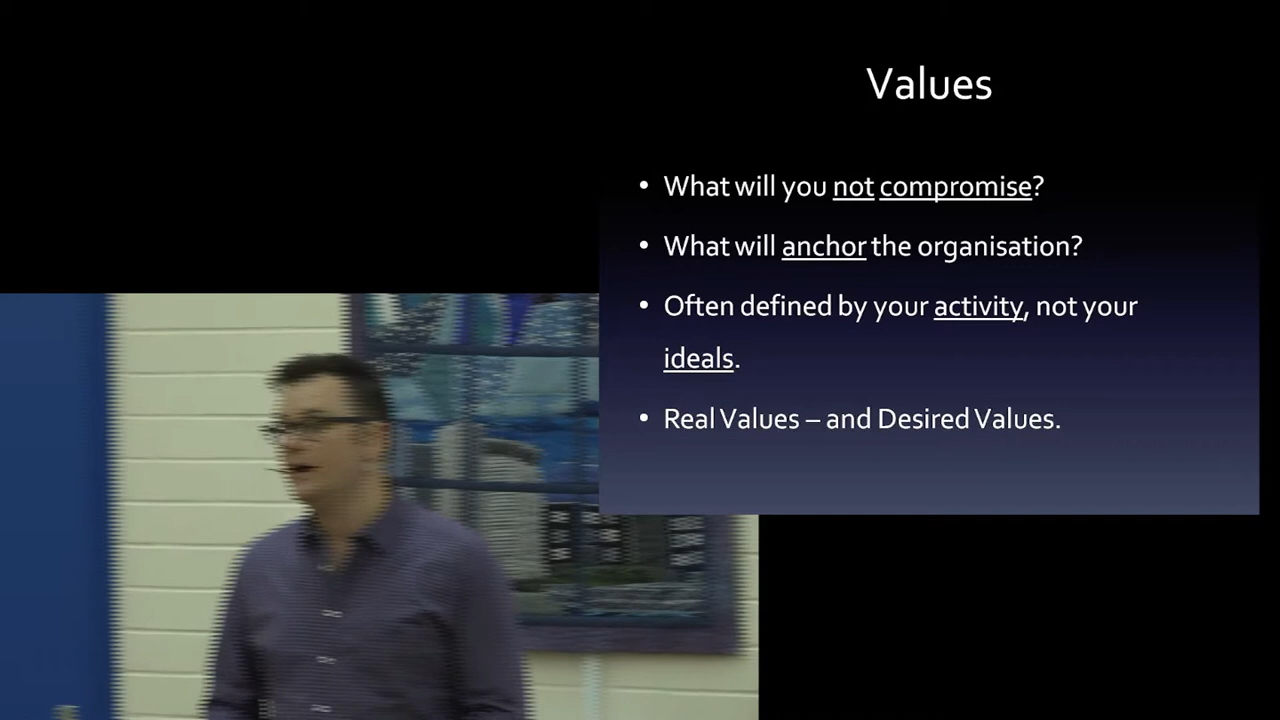 Values
• What will you not compromise?
• What will anchor the organisation?
• Often defined by your activity, not your
ideals.
• Real Values – and Desired Values.